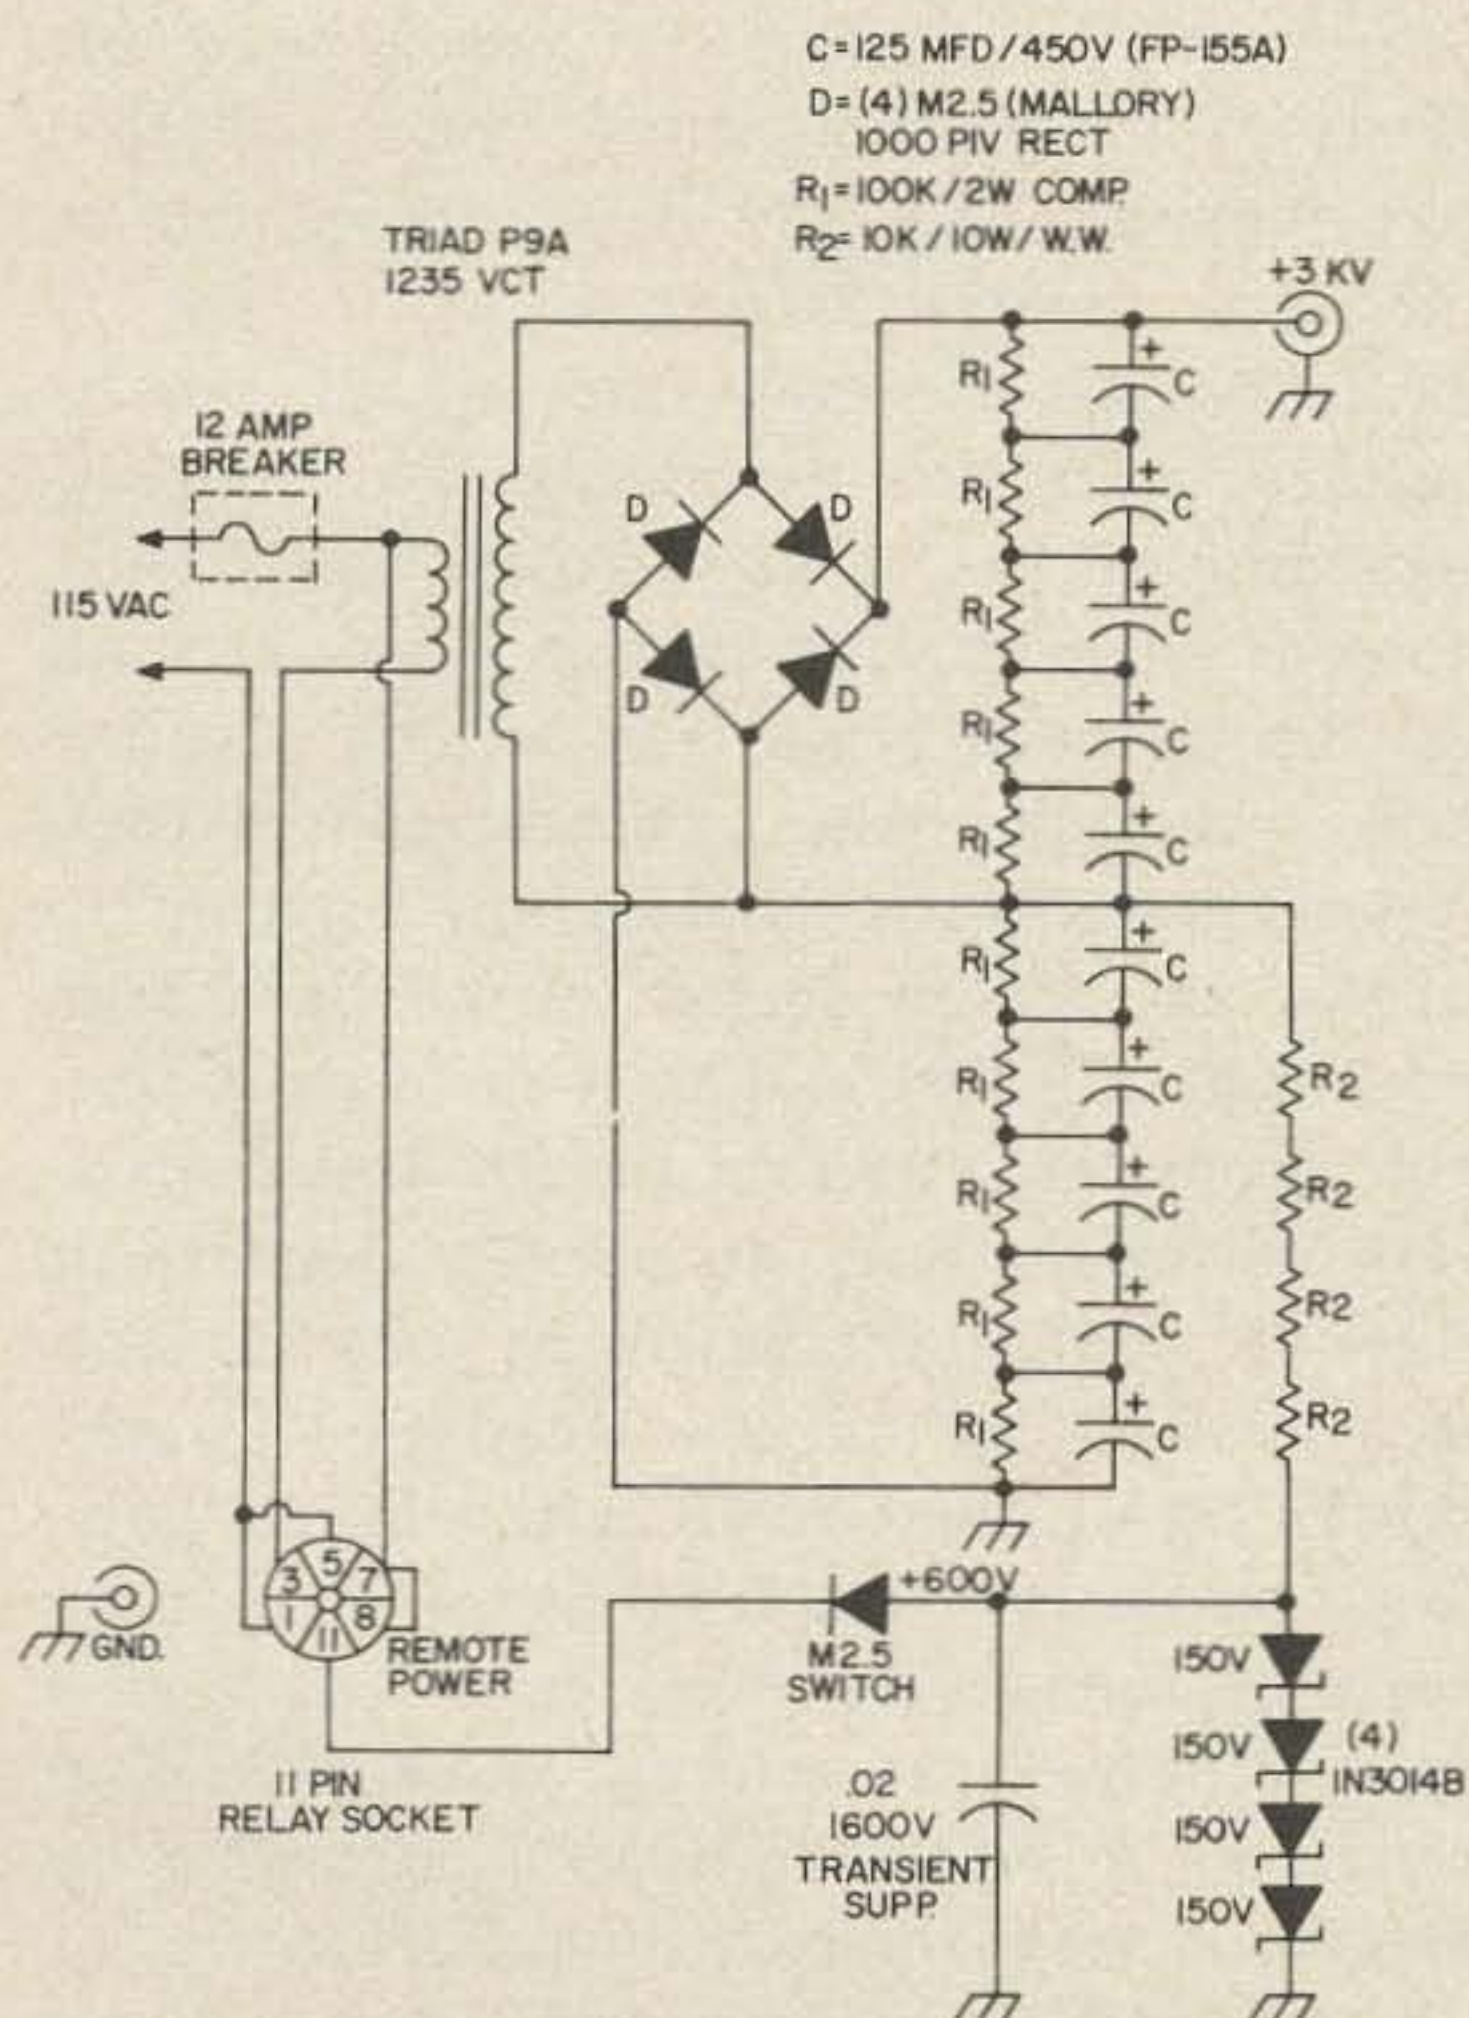 C=125 MFD/450V (FP-155A)
D=(4) M2.5 (MALLORY)
1000 PIV RECT
R1=100K/2W COMP.
R2=10K/10W/W.W.
TRIAD P9A
1235 VCT
+3 KV
12 AMP
BREAKER
115 VAC
D
D
D
D
R1
C
R1
C
R1
C
R1
C
R1
C
R1
C
R1
C
R1
C
R1
C
R1
C
R2
R2
R2
R2
+
+
+
+
+
+
+
+
+
+
+600V
M2.5
SWITCH
1
3
5
7
8
11
GND.
REMOTE
POWER
11 PIN
RELAY SOCKET
.02
1600V
TRANSIENT
SUPP.
150V
150V
150V
150V
(4)
1N3014B